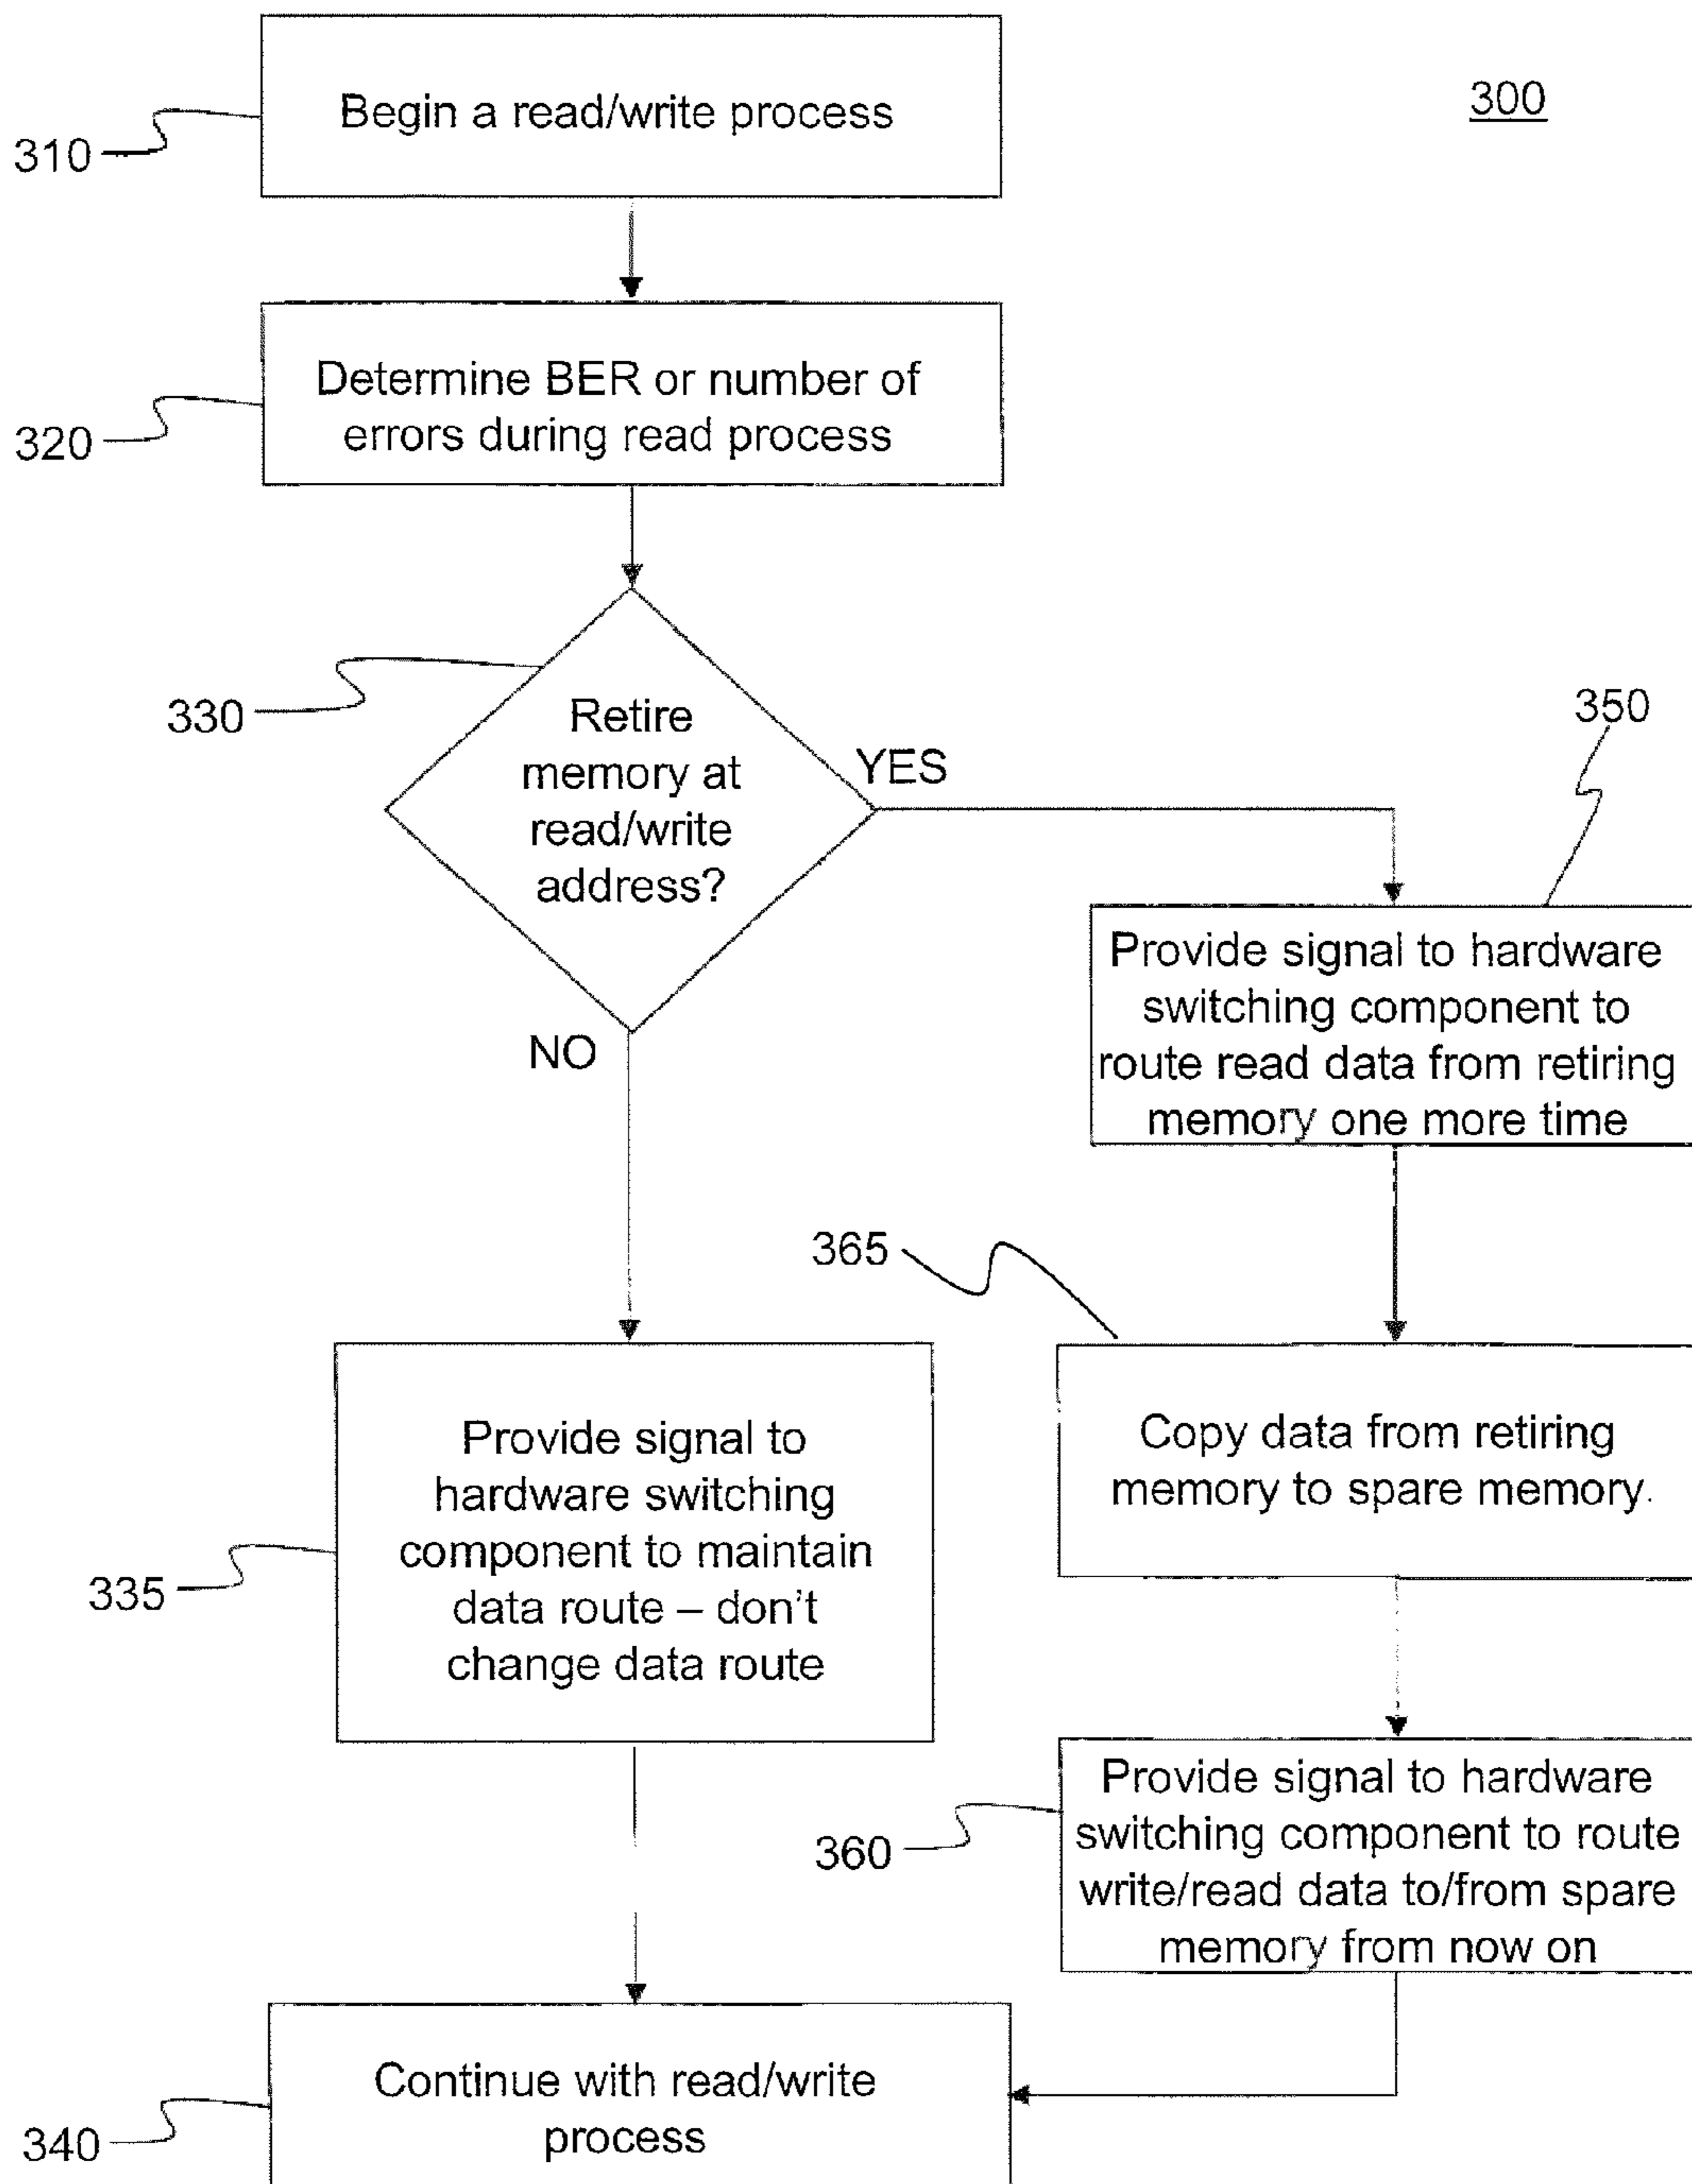 Begin a read/write process
300
310
Determine BER or number of
errors during read process
320
330
Retire
memory at
read/write
address?
YES
350
NO
Provide signal to hardware
switching component to
route read data from retiring
memory one more time
365
Provide signal to
hardware switching
component to maintain
data route – don't
change data route
335
Copy data from retiring
memory to spare memory.
Provide signal to hardware
switching component to route
write/read data to/from spare
memory from now on
360
Continue with read/write
process
340